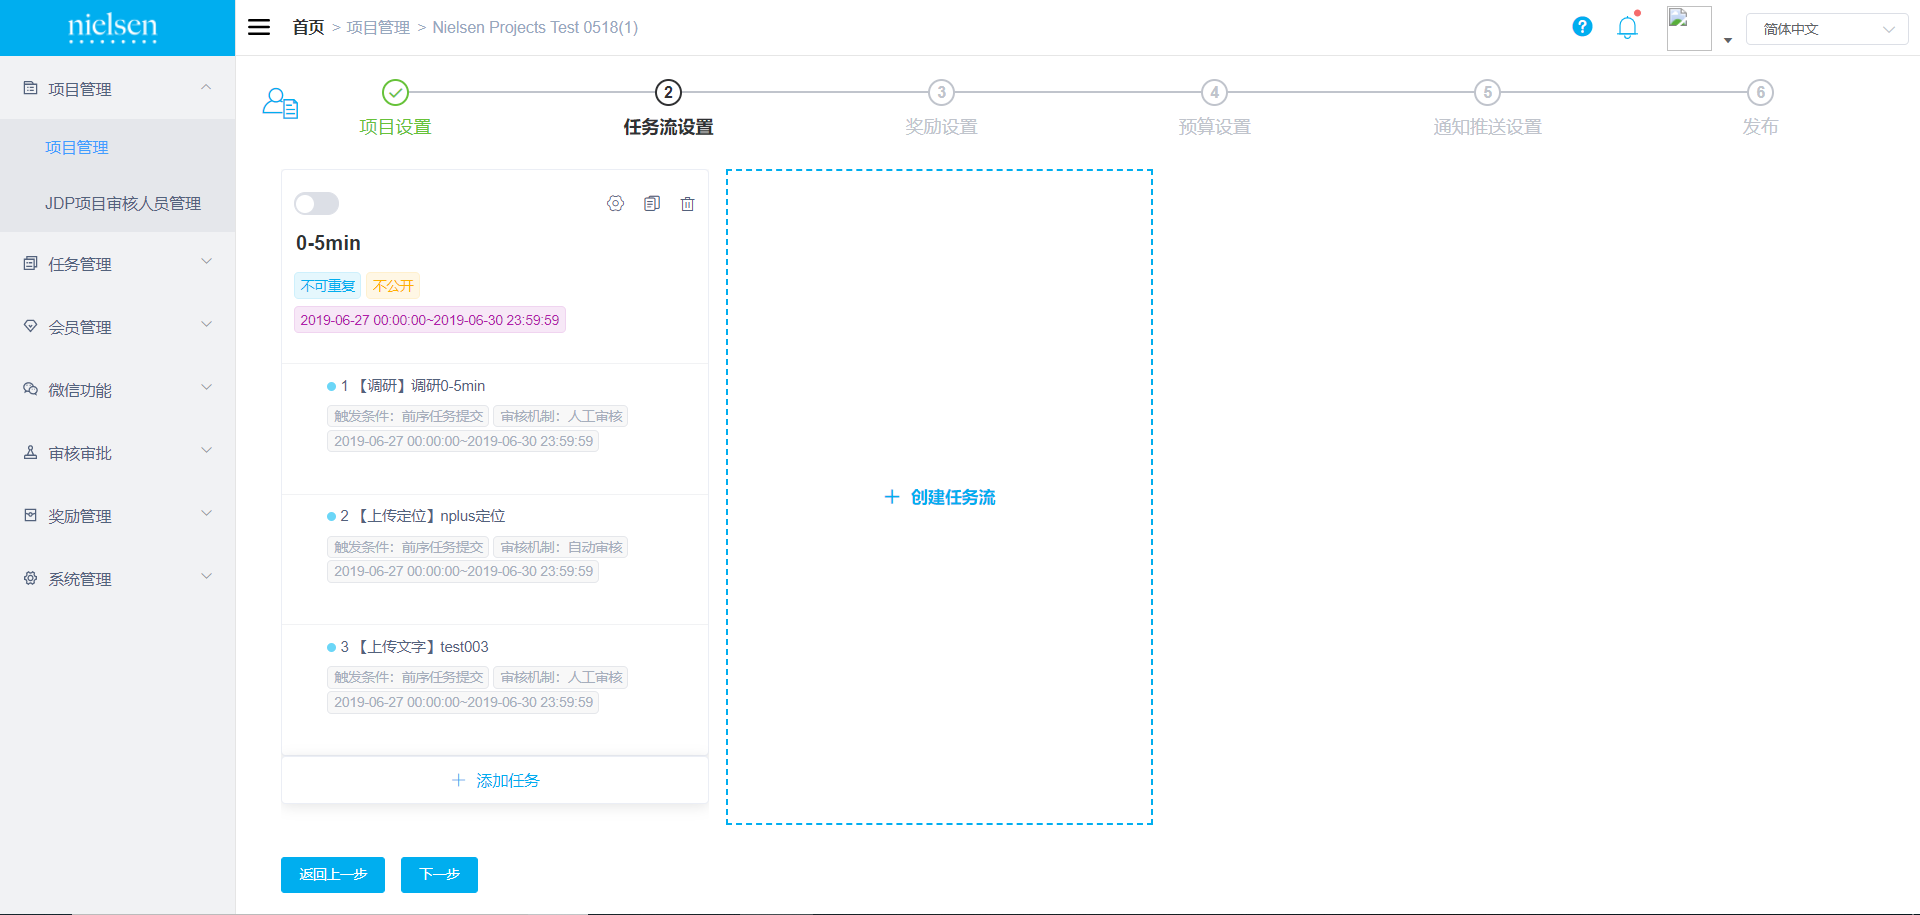 nielsen
首页 > 项目管理 > Nielsen Projects Test 0518(1)
?
简体中文
项目管理
项目管理
JDP项目审核人员管理
任务管理
会员管理
微信功能
审核审批
奖励管理
系统管理
项目设置
2
任务流设置
3
奖励设置
4
预算设置
5
通知推送设置
6
发布
0-5min
不可重复 不公开
2019-06-27 00:00:00~2019-06-30 23:59:59
1 【调研】调研0-5min
触发条件：前序任务提交 审核机制：人工审核
2019-06-27 00:00:00~2019-06-30 23:59:59
2 【上传定位】nplus定位
触发条件：前序任务提交 审核机制：自动审核
2019-06-27 00:00:00~2019-06-30 23:59:59
3 【上传文字】test003
触发条件：前序任务提交 审核机制：人工审核
2019-06-27 00:00:00~2019-06-30 23:59:59
+ 添加任务
+ 创建任务流
返回上一步
下一步